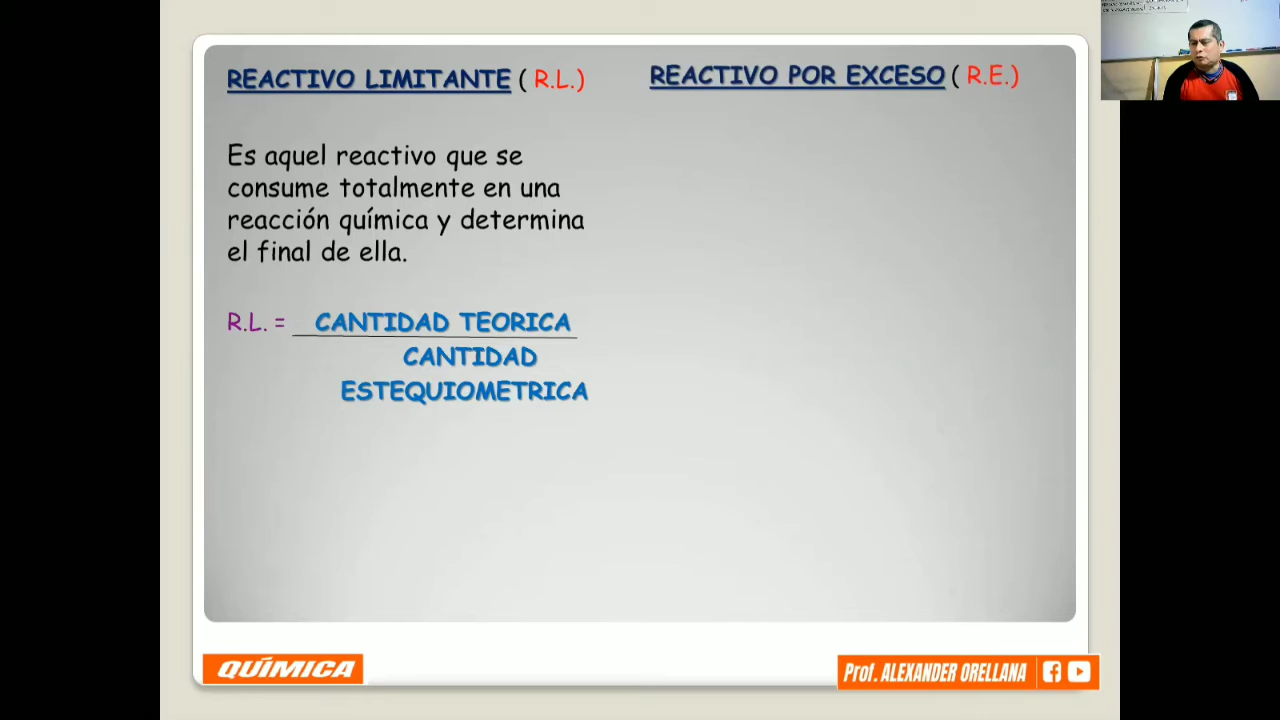 REACTIVO LIMITANTE ( R.L.)
Es aquel reactivo que se
consume totalmente en una
reacción química y determina
el final de ella.
R.L. = CANTIDAD TEORICA
CANTIDAD
ESTEQUIOMETRICA
REACTIVO POR EXCESO ( R.E.)
QUÍMICA
Prof. ALEXANDER ORELLANA